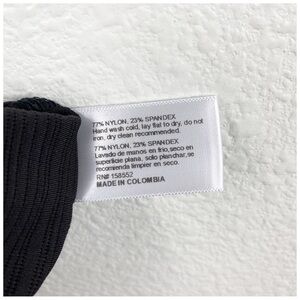 77% NYLON, 23% SPANDEX
Hand wash cold, lay flat to dry, do not
iron, dry clean recommended.
77% NYLON, 23% SPANDEX
Lavado de manos en frio, seco en
superficie plana, solo planchar, se
recomienda limpier en seco.
RN# 158552
MADE IN COLOMBIA